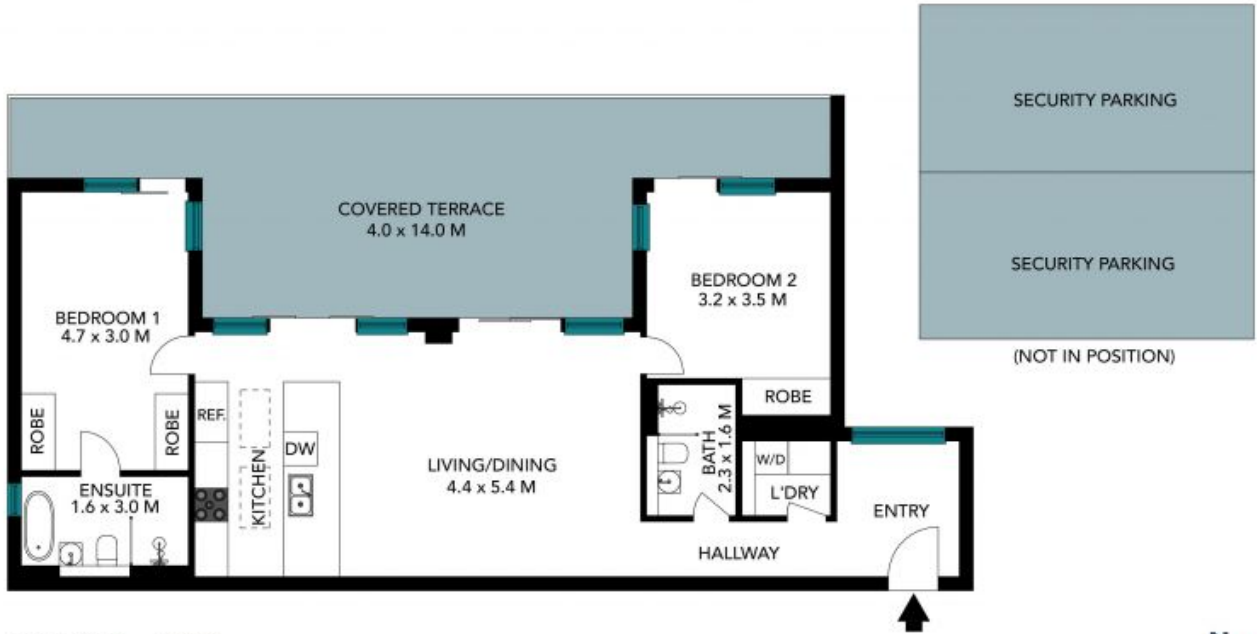 SECURITY PARKING
SECURITY PARKING
(NOT IN POSITION)
COVERED TERRACE
4.0 x 14.0 M
BEDROOM 1
4.7 x 3.0 M
BEDROOM 2
3.2 x 3.5 M
ROBE
ROBE
ROBE
REF.
KITCHEN
DW
LIVING/DINING
4.4 x 5.4 M
BATH
2.3 x 1.6 M
W/D
L'DRY
ENSUITE
1.6 x 3.0 M
ENTRY
HALLWAY